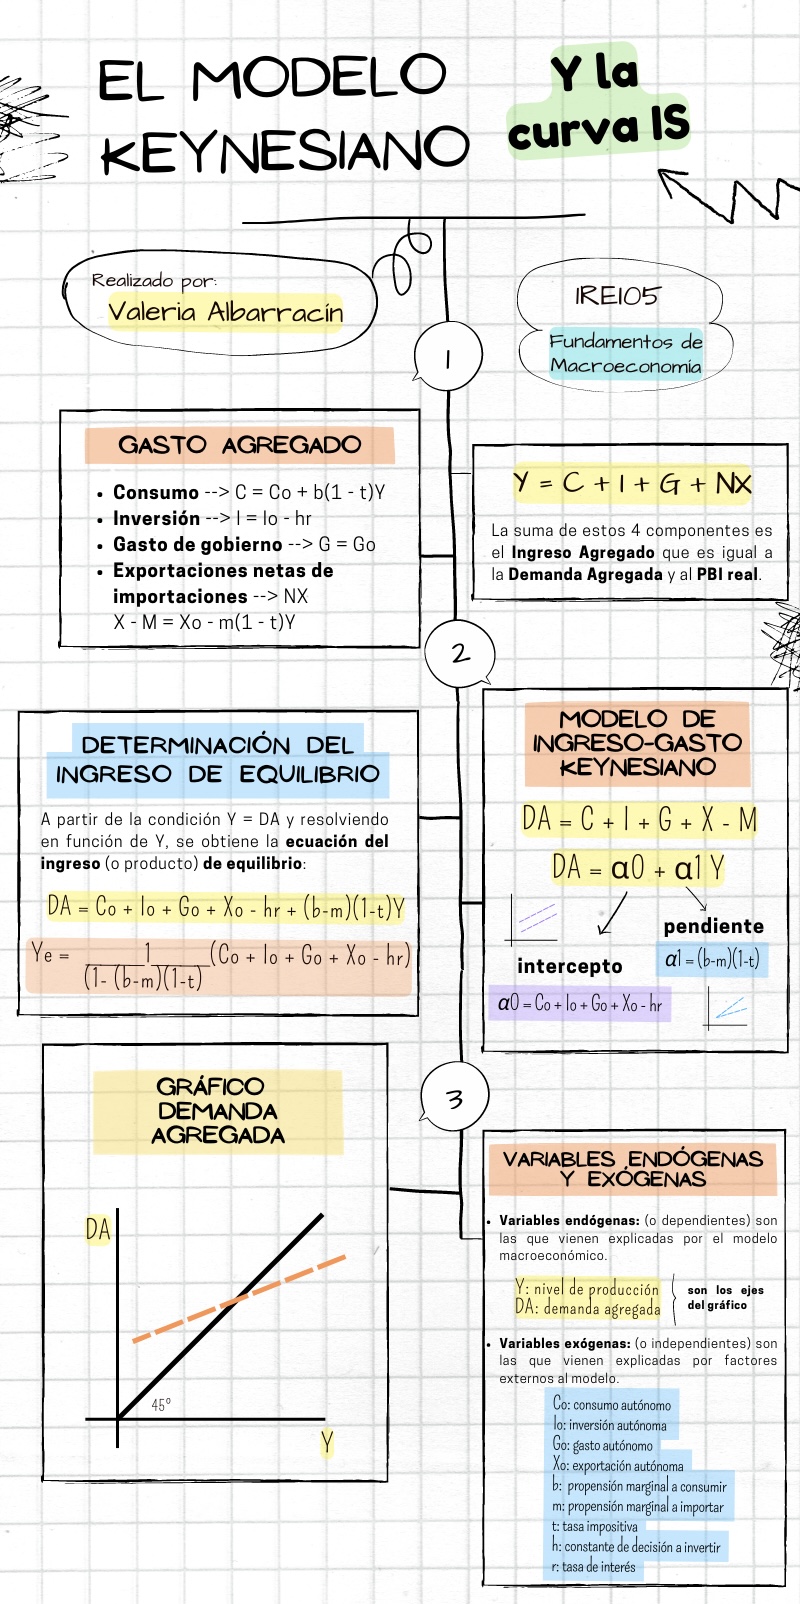 EL MODELO
KEYNESIANO
Y la
curva IS
Realizado por:
Valeria Albarracín
1REI05
Fundamentos de
Macroeconomía
1
GASTO AGREGADO
• Consumo --> C = Co + b(1 - t)Y
• Inversión --> I = Io - hr
• Gasto de gobierno --> G = Go
• Exportaciones netas de
importaciones --> NX
X - M = Xo - m(1 - t)Y
Y = C + I + G + NX
La suma de estos 4 componentes es
el Ingreso Agregado que es igual a
la Demanda Agregada y al PBI real.
2
DETERMINACIÓN DEL
INGRESO DE EQUILIBRIO
A partir de la condición Y = DA y resolviendo
en función de Y, se obtiene la ecuación del
ingreso (o producto) de equilibrio:
DA = Co + Io + Go + Xo - hr + (b-m)(1-t)Y
Ye = ______1______(Co + Io + Go + Xo - hr)
(1- (b-m)(1-t)
MODELO DE
INGRESO-GASTO
KEYNESIANO
DA = C + I + G + X - M
DA = α0 + α1 Y
pendiente
α1 = (b-m)(1-t)
intercepto
α0 = Co + Io + Go + Xo - hr
GRÁFICO
DEMANDA
AGREGADA
DA
45°
Y
3
VARIABLES ENDÓGENAS
Y EXÓGENAS
• Variables endógenas: (o dependientes) son
las que vienen explicadas por el modelo
macroeconómico.
Y: nivel de producción
DA: demanda agregada
son los ejes
del gráfico
• Variables exógenas: (o independientes) son
las que vienen explicadas por factores
externos al modelo.
Co: consumo autónomo
Io: inversión autónoma
Go: gasto autónomo
Xo: exportación autónoma
b: propensión marginal a consumir
m: propensión marginal a importar
t: tasa impositiva
h: constante de decisión a invertir
r: tasa de interés